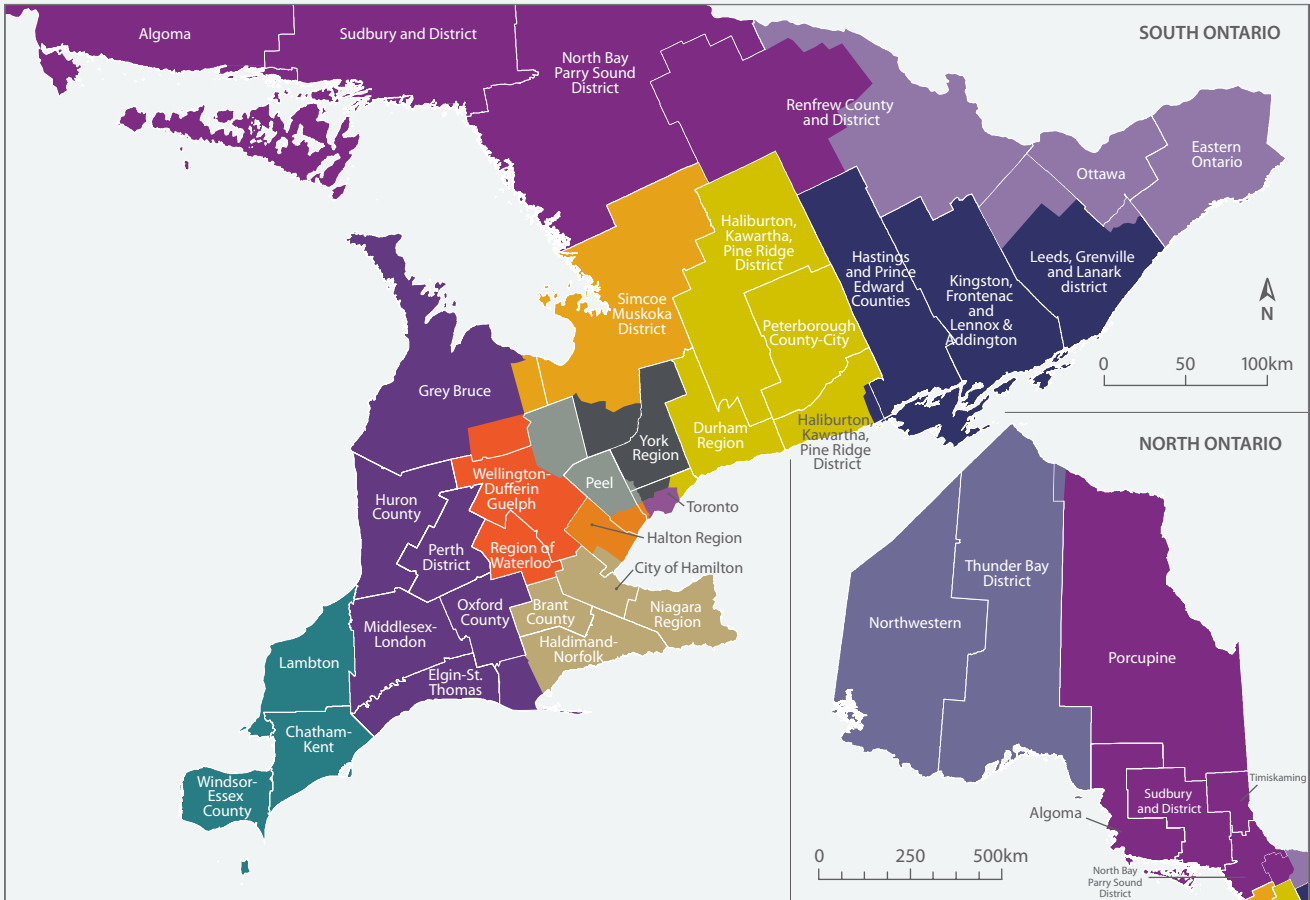 SOUTH ONTARIO
Algoma
Sudbury and District
North Bay
Parry Sound
District
Renfrew County
and District
Eastern
Ontario
Ottawa
Haliburton,
Kawartha,
Pine Ridge
District
Hastings
and Prince
Edward
Counties
Leeds, Grenville
and Lanark
district
Kingston,
Frontenac
and
Lennox &
Addington
Simcoe
Muskoka
District
Peterborough
County-City
N
0 50 100km
Grey Bruce
Haliburton,
Kawartha,
Pine Ridge
District
Durham
Region
York
Region
Peel
Wellington-
Dufferin
Guelph
Toronto
Huron
County
Halton Region
Perth
District
Region of
Waterloo
City of Hamilton
Oxford
County
Brant
County
Niagara
Region
Middlesex-
London
Haldimand-
Norfolk
Lambton
Elgin-St.
Thomas
Chatham-
Kent
Windsor-
Essex
County
NORTH ONTARIO
Thunder Bay
District
Northwestern
Porcupine
Timiskaming
Sudbury
and District
Algoma
0 250 500km
North Bay
Parry Sound
District